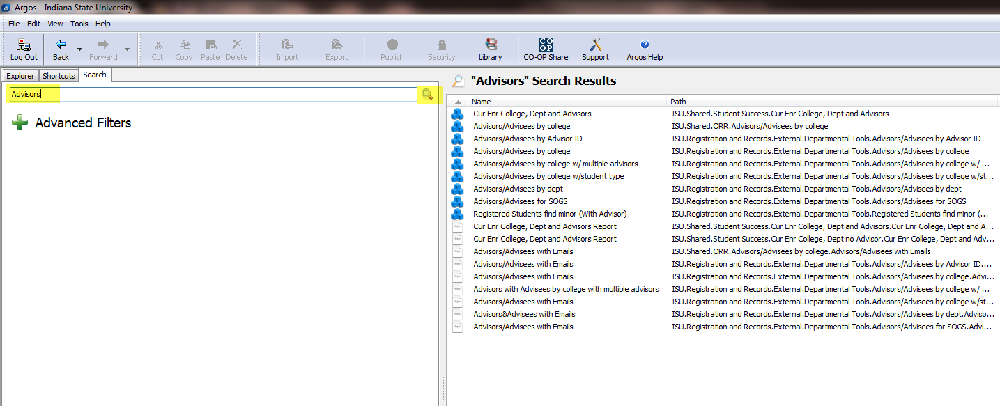 a Argos - Indiana State University
File Edit View Tools Help
Log Out Back Forward Cut Copy Paste Delete Import Export Publish Security Library CO-OP Share Support Argos Help
CO
OP
Explorer Shortcuts Search
Advisors
Advanced Filters
"Advisors" Search Results
Name Path
Cur Enr College, Dept and Advisors ISU.Shared.Student Success.Cur Enr College, Dept and Advisors
Advisors/Advisees by college ISU.Shared.ORR.Advisors/Advisees by college
Advisors/Advisees by Advisor ID ISU.Registration and Records.External.Departmental Tools.Advisors/Advisees by Advisor ID
Advisors/Advisees by college ISU.Registration and Records.External.Departmental Tools.Advisors/Advisees by college
Advisors/Advisees by college w/ multiple advisors ISU.Registration and Records.External.Departmental Tools.Advisors/Advisees by college w/ ...
Advisors/Advisees by college w/student type ISU.Registration and Records.External.Departmental Tools.Advisors/Advisees by college w/st...
Advisors/Advisees by dept ISU.Registration and Records.External.Departmental Tools.Advisors/Advisees by dept
Advisors/Advisees for SOGS ISU.Registration and Records.External.Departmental Tools.Advisors/Advisees for SOGS
Registered Students find minor (With Advisor) ISU.Registration and Records.External.Departmental Tools.Registered Students find minor (...
Cur Enr College, Dept and Advisors Report ISU.Shared.Student Success.Cur Enr College, Dept and Advisors.Cur Enr College, Dept and A...
Cur Enr College, Dept and Advisors Report ISU.Shared.Student Success.Cur Enr College, Dept no Advisor.Cur Enr College, Dept and Adv...
Advisors/Advisees with Emails ISU.Shared.ORR.Advisors/Advisees by college.Advisors/Advisees with Emails
Advisors/Advisees with Emails ISU.Registration and Records.External.Departmental Tools.Advisors/Advisees by Advisor ID....
Advisors/Advisees with Emails ISU.Registration and Records.External.Departmental Tools.Advisors/Advisees by college.Advi...
Advisors with Advisees by college with multiple advisors ISU.Registration and Records.External.Departmental Tools.Advisors/Advisees by college w/ ...
Advisors/Advisees with Emails ISU.Registration and Records.External.Departmental Tools.Advisors/Advisees by college w/st...
Advisors&Advisees with Emails ISU.Registration and Records.External.Departmental Tools.Advisors/Advisees by dept.Adviso...
Advisors/Advisees with Emails ISU.Registration and Records.External.Departmental Tools.Advisors/Advisees for SOGS.Advi...